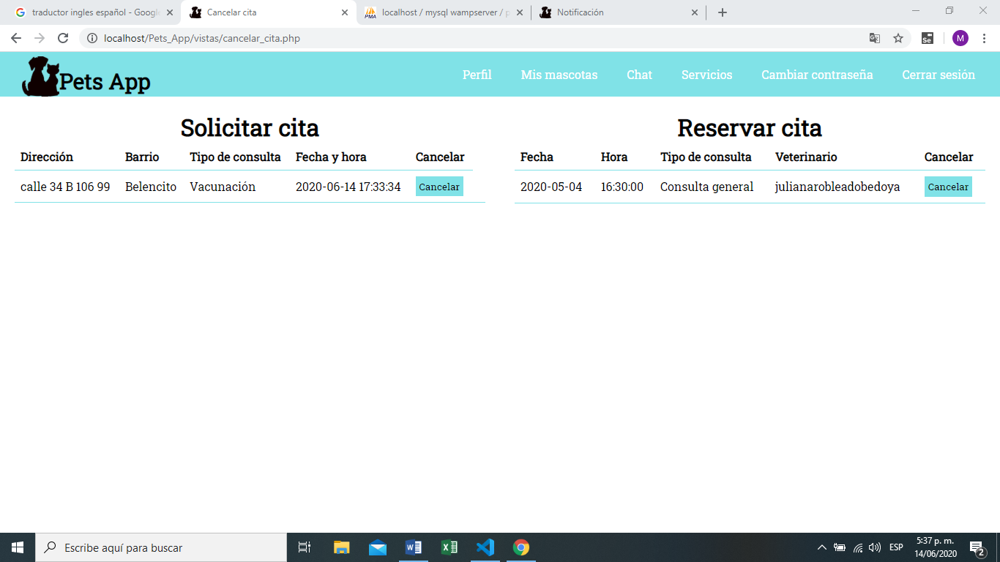 traductor ingles español - Googl
Cancelar cita
localhost / mysql wampserver / p
Notificación
localhost/Pets_App/vistas/cancelar_cita.php
Se
M
Pets App
Perfil Mis mascotas Chat Servicios Cambiar contraseña Cerrar sesión
Solicitar cita
Dirección Barrio Tipo de consulta Fecha y hora Cancelar
calle 34 B 106 99 Belencito Vacunación 2020-06-14 17:33:34 Cancelar
Reservar cita
Fecha Hora Tipo de consulta Veterinario Cancelar
2020-05-04 16:30:00 Consulta general julianarobleadobedoya Cancelar
Escribe aquí para buscar
ESP
5:37 p. m.
14/06/2020
2